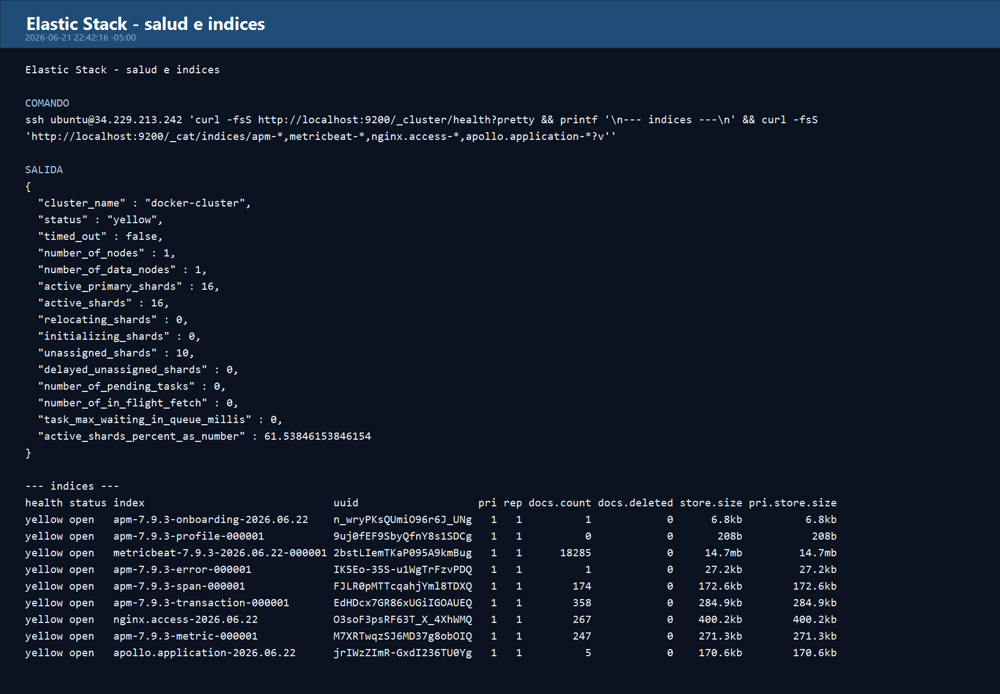 Elastic Stack - salud e indices
2026-06-21 22:42:16 -05:00
Elastic Stack - salud e indices
COMANDO
ssh ubuntu@34.229.213.242 'curl -fsS http://localhost:9200/_cluster/health?pretty && printf '\n--- indices ---\n' && curl -fsS
'http://localhost:9200/_cat/indices/apm-*,metricbeat-*,nginx.access-*,apollo.application-*?v''
SALIDA
{
  "cluster_name" : "docker-cluster",
  "status" : "yellow",
  "timed_out" : false,
  "number_of_nodes" : 1,
  "number_of_data_nodes" : 1,
  "active_primary_shards" : 16,
  "active_shards" : 16,
  "relocating_shards" : 0,
  "initializing_shards" : 0,
  "unassigned_shards" : 10,
  "delayed_unassigned_shards" : 0,
  "number_of_pending_tasks" : 0,
  "number_of_in_flight_fetch" : 0,
  "task_max_waiting_in_queue_millis" : 0,
  "active_shards_percent_as_number" : 61.53846153846154
}
--- indices ---
health status index                             uuid                   pri rep docs.count docs.deleted store.size pri.store.size
yellow open   apm-7.9.3-onboarding-2026.06.22    n_wryPKsQUmiO96r6J_UNg   1   1          1            0      6.8kb          6.8kb
yellow open   apm-7.9.3-profile-000001           9uj0fEF9SbyQfnY8s1SDCg   1   1          0            0       208b           208b
yellow open   metricbeat-7.9.3-2026.06.22-000001 2bstLIemTKaP095A9kmBug   1   1      18285            0     14.7mb         14.7mb
yellow open   apm-7.9.3-error-000001             IK5Eo-35S-u1WgTrFzvPDQ   1   1          1            0     27.2kb         27.2kb
yellow open   apm-7.9.3-span-000001              FJLR0pMTTcqahjYml8TDXQ   1   1        174            0    172.6kb        172.6kb
yellow open   apm-7.9.3-transaction-000001       EdHDcx7GR86xUGiIGOAUEQ   1   1        358            0    284.9kb        284.9kb
yellow open   nginx.access-2026.06.22            O3soF3psRF63T_X_4XhWMQ   1   1        267            0    400.2kb        400.2kb
yellow open   apm-7.9.3-metric-000001            M7XRTwqzSJ6MD37g8obOIQ   1   1        247            0    271.3kb        271.3kb
yellow open   apollo.application-2026.06.22      jrIWzZImR-GxdI236TU0Yg   1   1          5            0    170.6kb        170.6kb